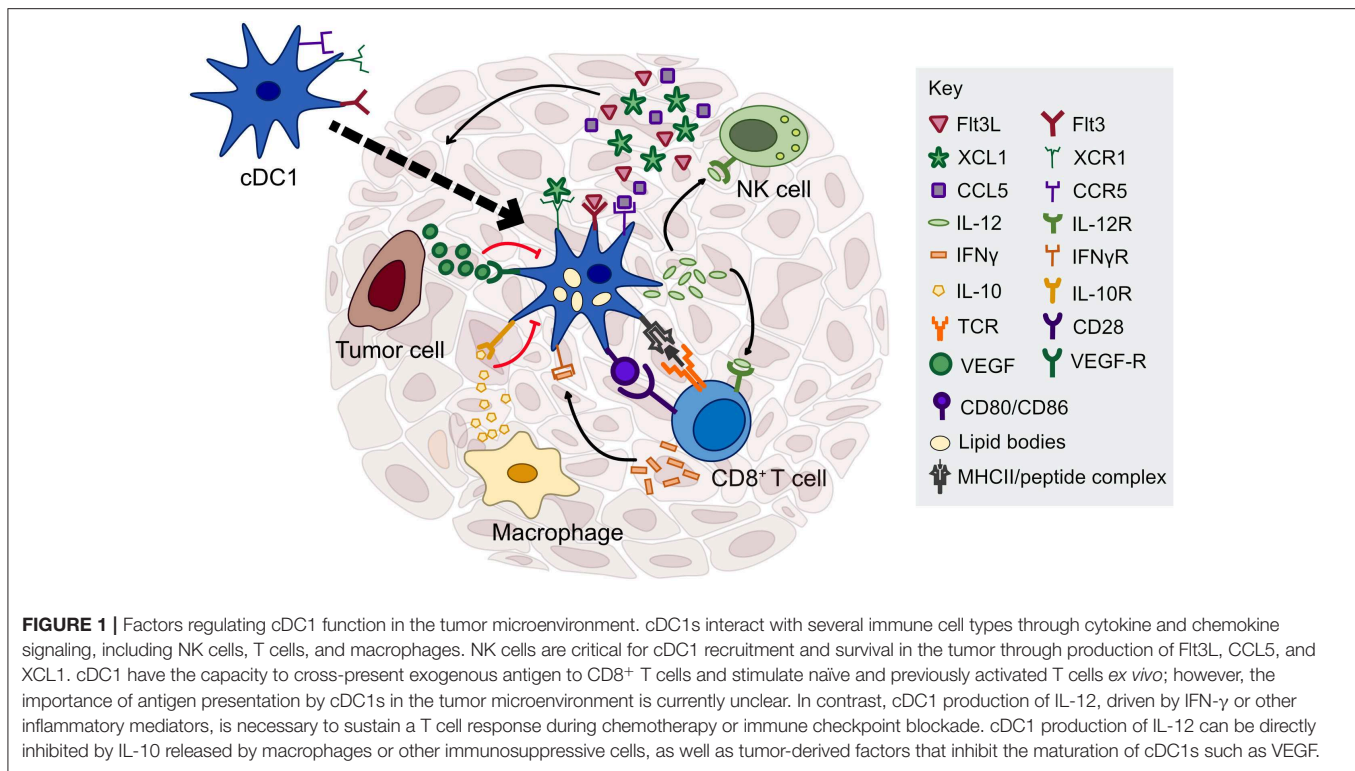 cDC1
NK cell
Tumor cell
Macrophage
CD8⁺ T cell
Key
Flt3L
Flt3
XCL1
XCR1
CCL5
CCR5
IL-12
IL-12R
IFNγ
IFNγR
IL-10
IL-10R
TCR
CD28
VEGF
VEGF-R
CD80/CD86
Lipid bodies
MHCII/peptide complex
FIGURE 1 | Factors regulating cDC1 function in the tumor microenvironment. cDC1s interact with several immune cell types through cytokine and chemokine
signaling, including NK cells, T cells, and macrophages. NK cells are critical for cDC1 recruitment and survival in the tumor through production of Flt3L, CCL5, and
XCL1. cDC1 have the capacity to cross-present exogenous antigen to CD8⁺ T cells and stimulate naïve and previously activated T cells ex vivo; however, the
importance of antigen presentation by cDC1s in the tumor microenvironment is currently unclear. In contrast, cDC1 production of IL-12, driven by IFN-γ or other
inflammatory mediators, is necessary to sustain a T cell response during chemotherapy or immune checkpoint blockade. cDC1 production of IL-12 can be directly
inhibited by IL-10 released by macrophages or other immunosuppressive cells, as well as tumor-derived factors that inhibit the maturation of cDC1s such as VEGF.